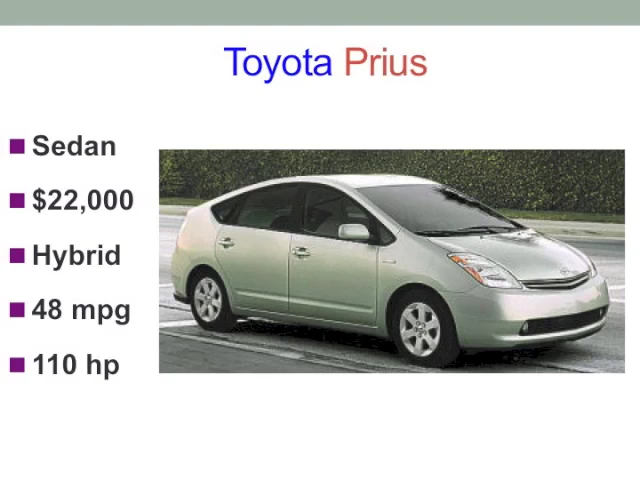 Toyota Prius
Sedan
$22,000
Hybrid
48 mpg
110 hp